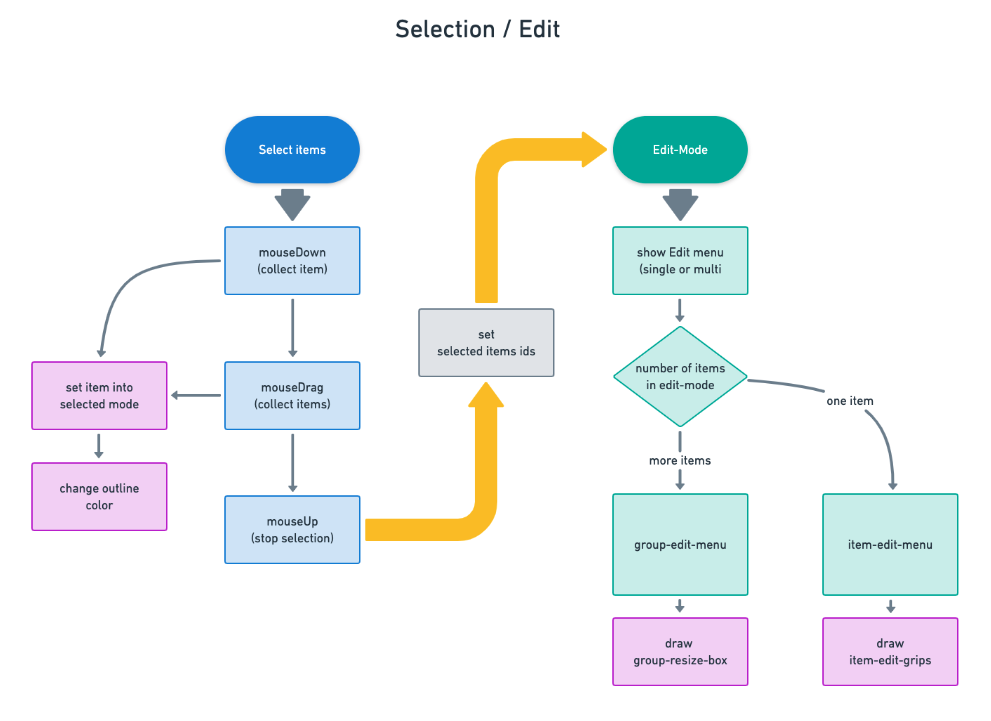 Selection / Edit
Select items
mouseDown
(collect item)
set item into
selected mode
mouseDrag
(collect items)
change outline
color
mouseUp
(stop selection)
set
selected items ids
Edit-Mode
show Edit menu
(single or multi
number of items
in edit-mode
one item
more items
group-edit-menu
item-edit-menu
draw
group-resize-box
draw
item-edit-grips